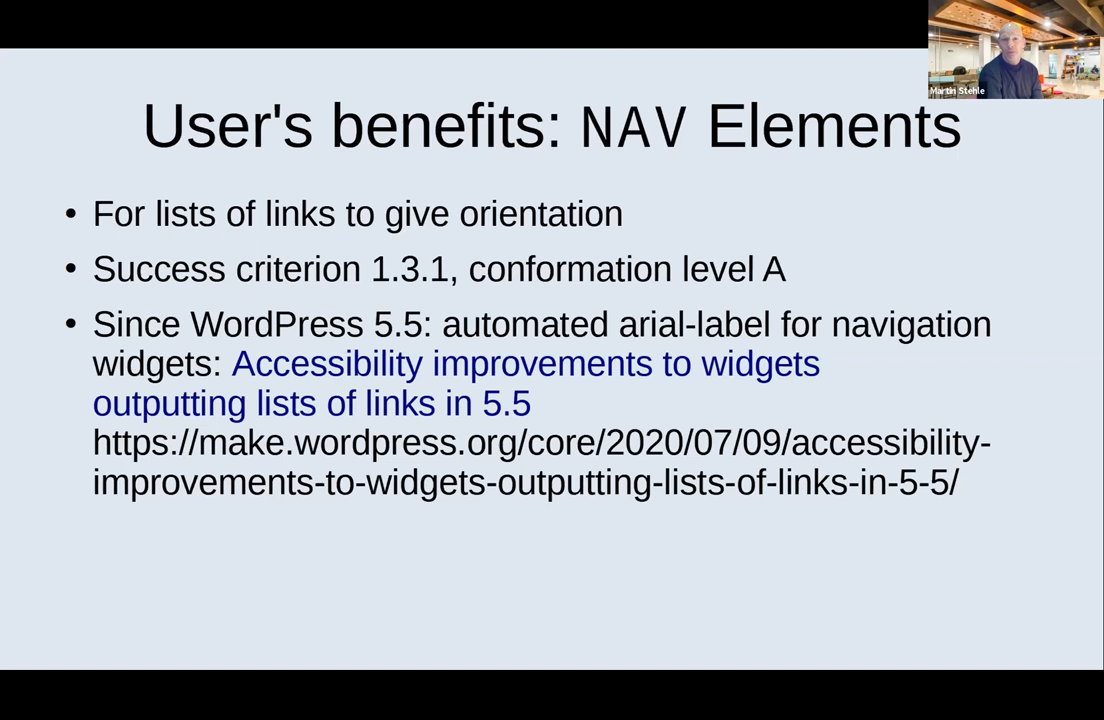 Martin Stehle
User's benefits: NAV Elements
• For lists of links to give orientation
• Success criterion 1.3.1, conformation level A
• Since WordPress 5.5: automated arial-label for navigation
widgets: Accessibility improvements to widgets
outputting lists of links in 5.5
https://make.wordpress.org/core/2020/07/09/accessibility-
improvements-to-widgets-outputting-lists-of-links-in-5-5/